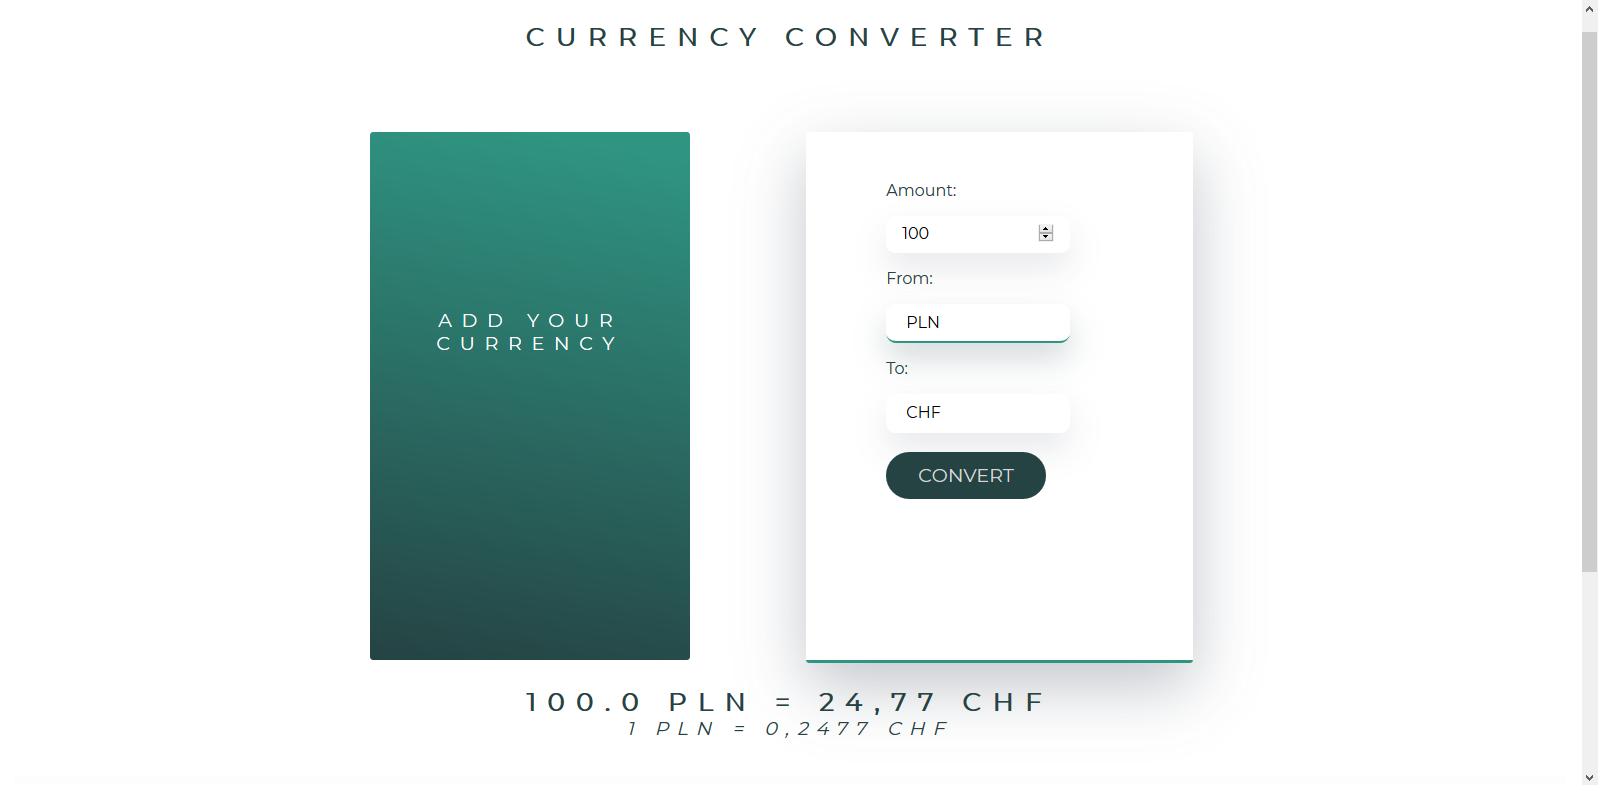 CURRENCY CONVERTER
ADD YOUR
CURRENCY
Amount:
100
From:
PLN
To:
CHF
CONVERT
100.0 PLN = 24,77 CHF
1 PLN = 0,2477 CHF